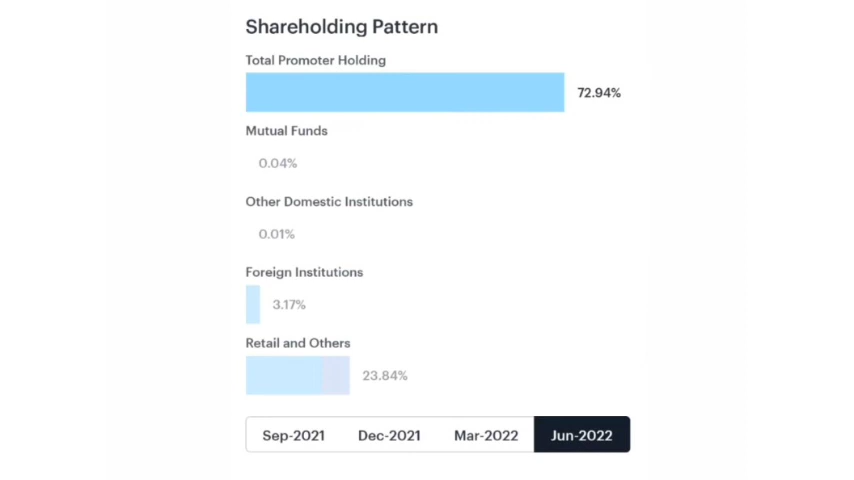 Shareholding Pattern
Total Promoter Holding
72.94%
Mutual Funds
0.04%
Other Domestic Institutions
0.01%
Foreign Institutions
3.17%
Retail and Others
23.84%
Sep-2021 Dec-2021 Mar-2022 Jun-2022